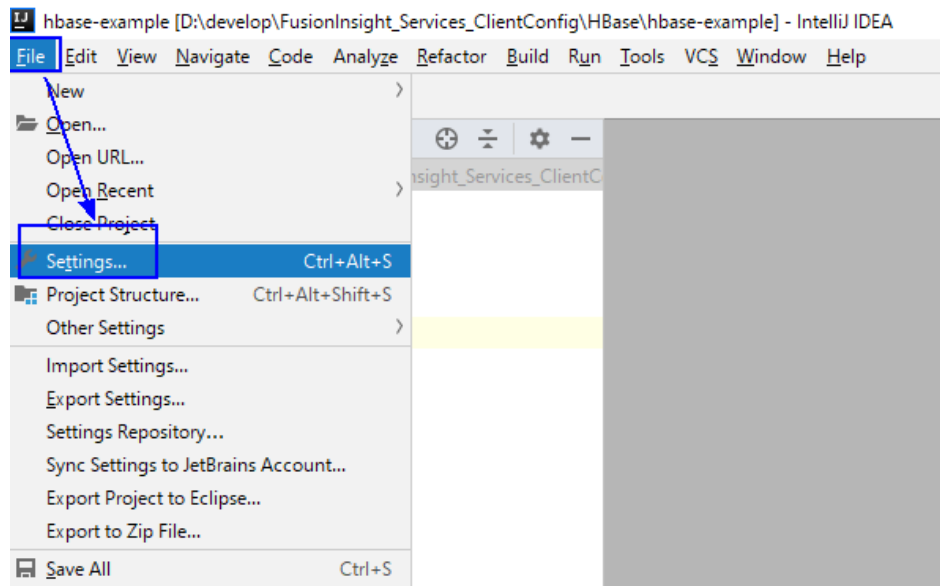 hbase-example [D:\develop\FusionInsight_Services_ClientConfig\HBase\hbase-example] - IntelliJ IDEA
File Edit View Navigate Code Analyze Refactor Build Run Tools VCS Window Help
New
Open...
Open URL...
Open Recent
insight_Services_ClientC
Close Project
Settings... Ctrl+Alt+S
Project Structure... Ctrl+Alt+Shift+S
Other Settings
Import Settings...
Export Settings...
Settings Repository...
Sync Settings to JetBrains Account...
Export Project to Eclipse...
Export to Zip File...
Save All Ctrl+S